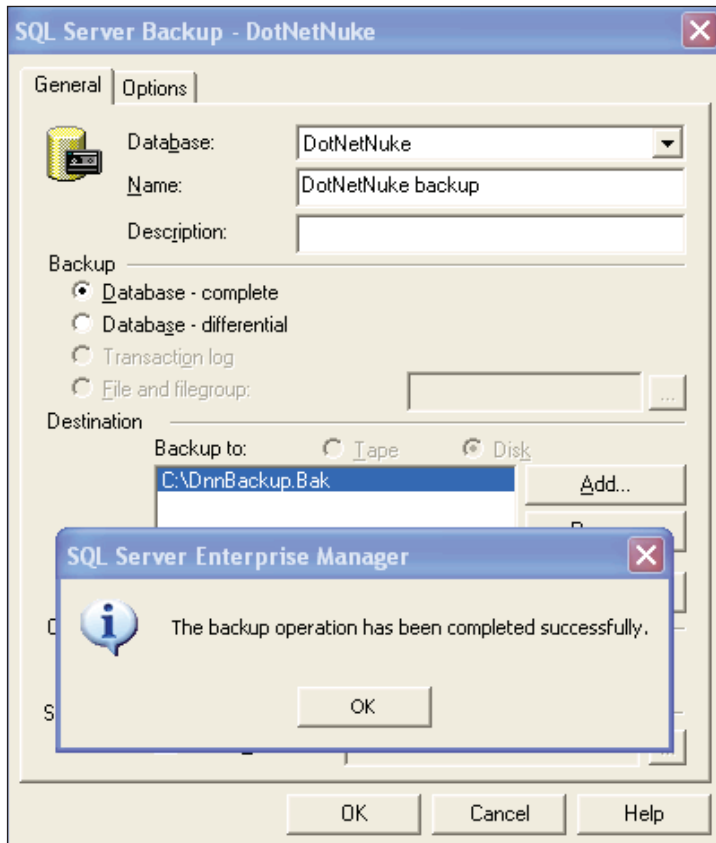 SQL Server Backup - DotNetNuke
General Options
Database: DotNetNuke
Name: DotNetNuke backup
Description:
Backup
Database - complete
Database - differential
Transaction log
File and filegroup: ...
Destination
Backup to: Tape Disk
C:\DnnBackup.Bak Add...
SQL Server Enterprise Manager
The backup operation has been completed successfully.
OK
...
OK Cancel Help